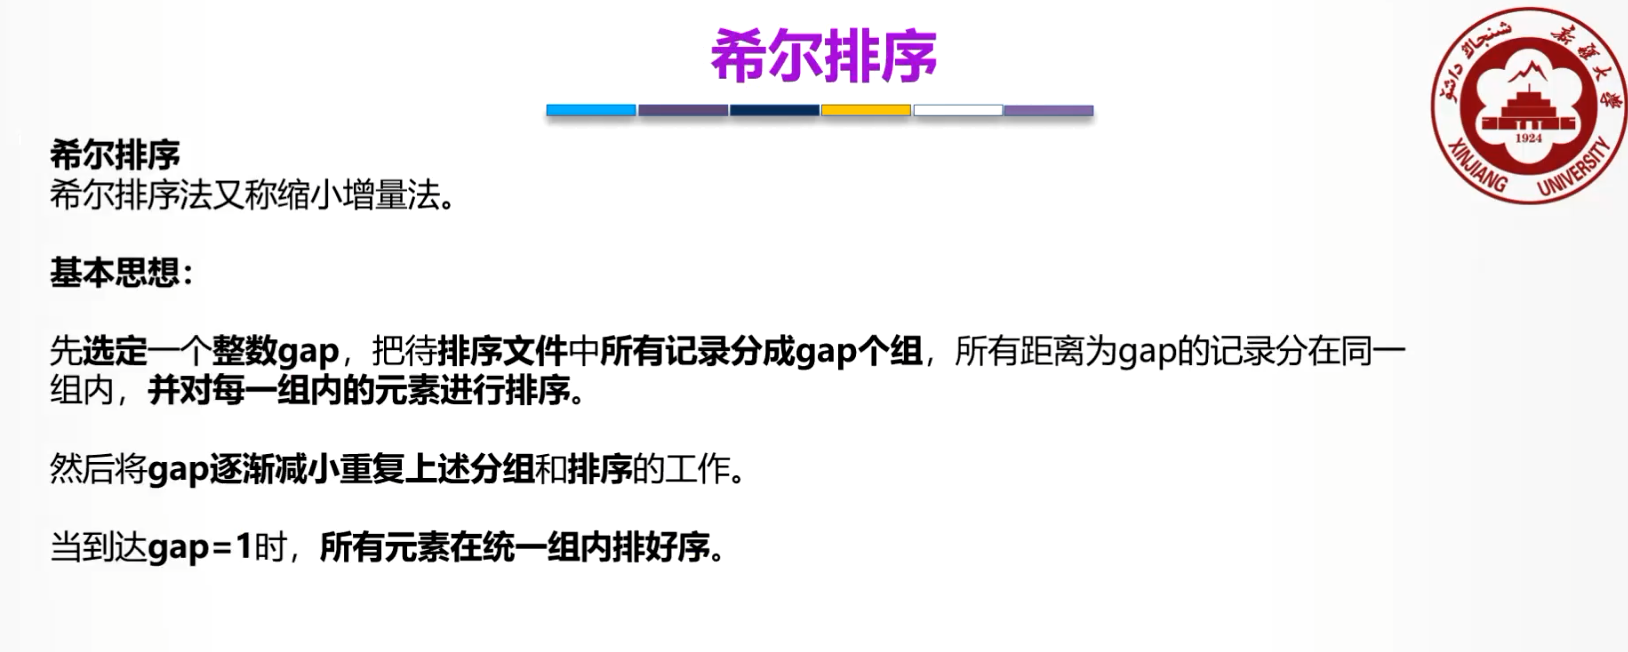 希尔排序
希尔排序
希尔排序法又称缩小增量法。
基本思想：
先选定一个整数gap，把待排序文件中所有记录分成gap个组，所有距离为gap的记录分在同一
组内，并对每一组内的元素进行排序。
然后将gap逐渐减小重复上述分组和排序的工作。
当到达gap=1时，所有元素在统一组内排好序。
شىنجاڭ داشۆ
新疆大学
1924
XINJIANG UNIVERSITY